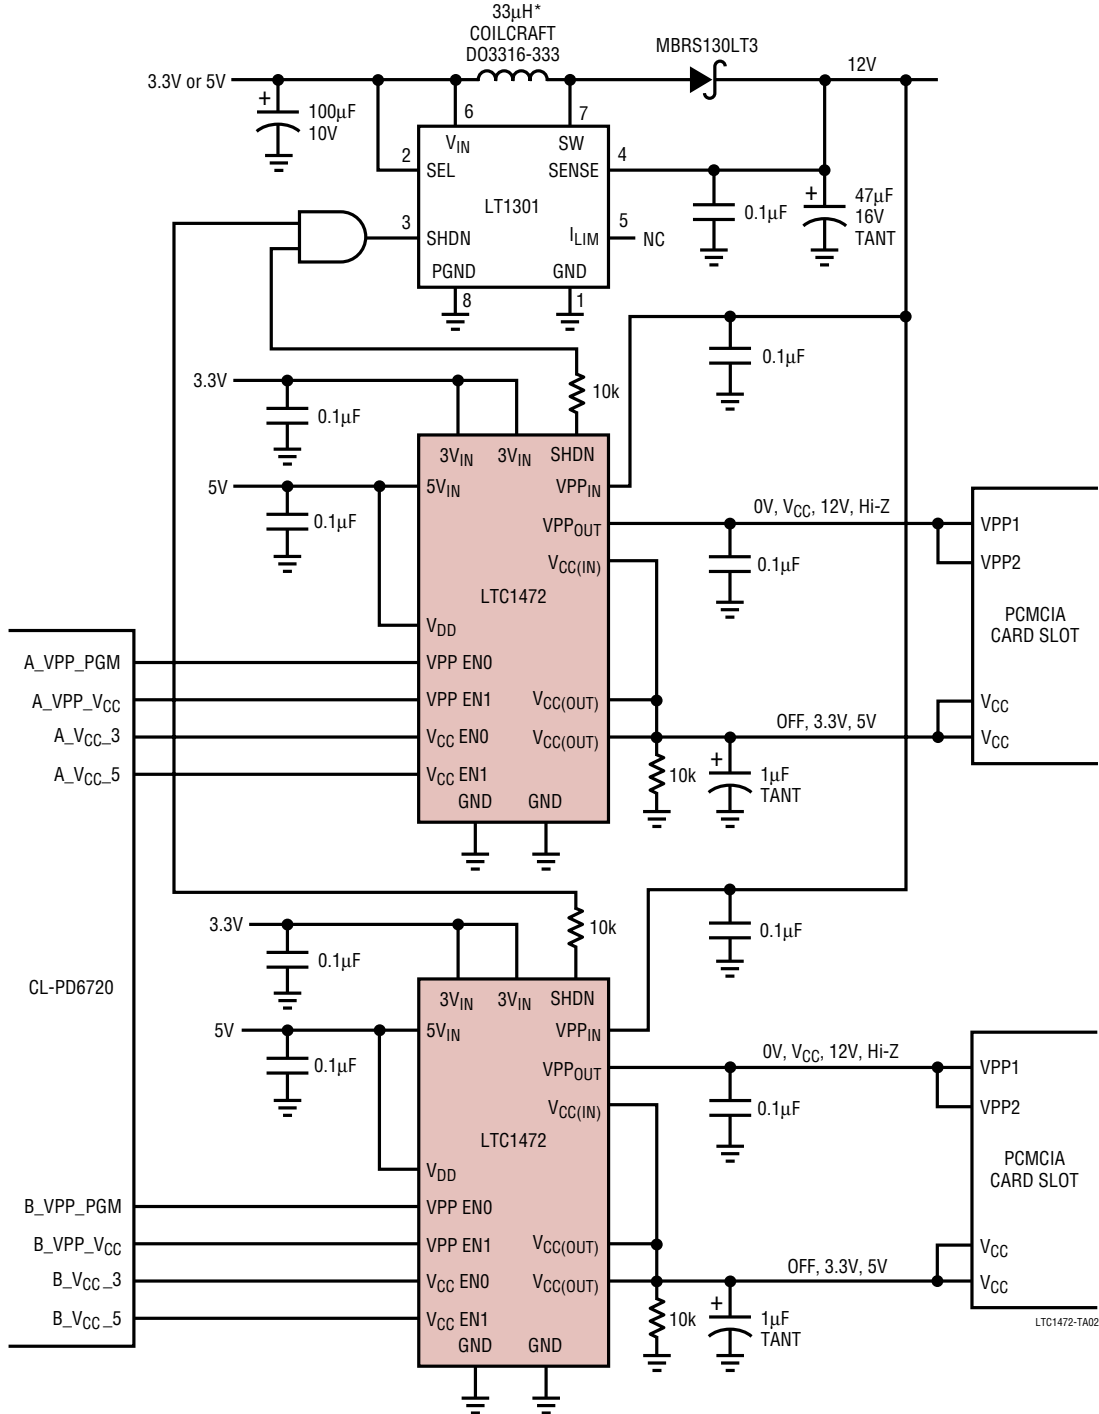 33µH*
COILCRAFT
DO3316-333
MBRS130LT3
3.3V or 5V
12V
+
100µF
10V
6
7
VIN
SW
2
SEL
SENSE
4
LT1301
0.1µF
+
47µF
16V
TANT
3
SHDN
ILIM
5
NC
PGND
GND
8
1
0.1µF
3.3V
10k
0.1µF
3VIN
3VIN
SHDN
5V
5VIN
VPPIN
0.1µF
VPPOUT
0V, VCC, 12V, Hi-Z
VPP1
VCC(IN)
0.1µF
VPP2
LTC1472
PCMCIA
CARD SLOT
VDD
A_VPP_PGM
VPP EN0
A_VPP_VCC
VPP EN1
VCC(OUT)
VCC
A_VCC_3
VCC EN0
VCC(OUT)
OFF, 3.3V, 5V
VCC
A_VCC_5
VCC EN1
10k
+
1µF
TANT
GND
GND
3.3V
10k
0.1µF
0.1µF
CL-PD6720
3VIN
3VIN
SHDN
5V
5VIN
VPPIN
0.1µF
VPPOUT
0V, VCC, 12V, Hi-Z
VPP1
VCC(IN)
0.1µF
VPP2
LTC1472
PCMCIA
CARD SLOT
VDD
B_VPP_PGM
VPP EN0
B_VPP_VCC
VPP EN1
VCC(OUT)
VCC
B_VCC_3
VCC EN0
VCC(OUT)
OFF, 3.3V, 5V
VCC
B_VCC_5
VCC EN1
10k
+
1µF
TANT
GND
GND
LTC1472-TA02